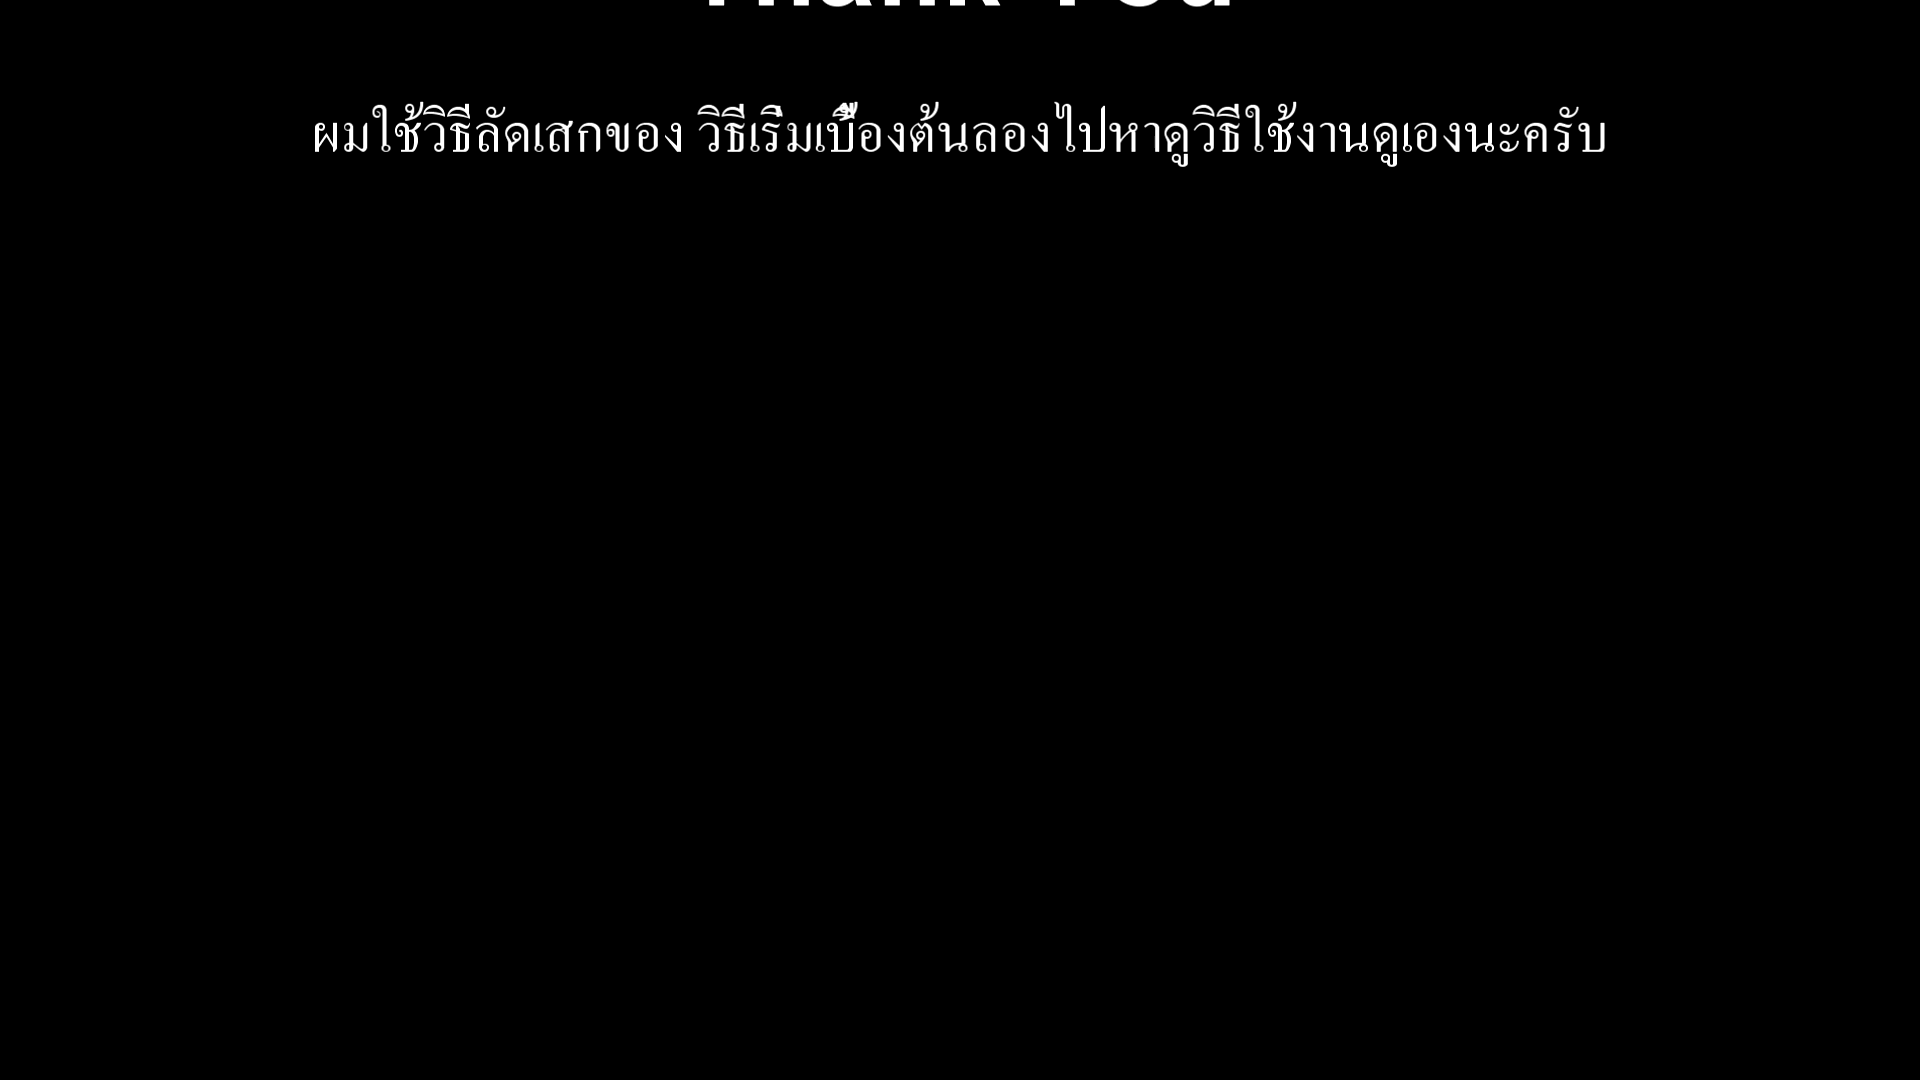 Thank You
ผมใช้วิธีลัดเสกของ วิธีเริ่มเบื้องต้นลองไปหาดูวิธีใช้งานดูเองนะครับ